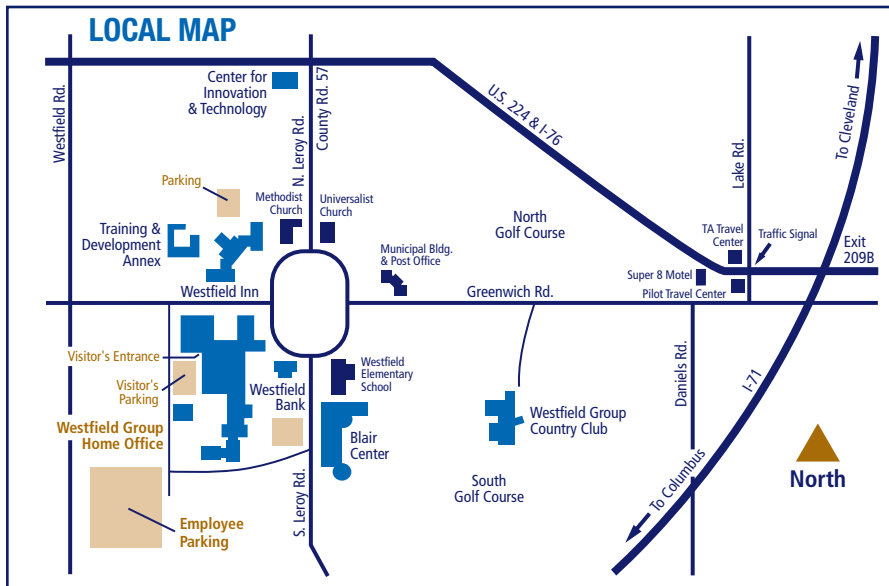 LOCAL MAP
Westfield Rd.
Center for
Innovation
& Technology
N. Leroy Rd.
County Rd. 57
U.S. 224 & I-76
Lake Rd.
To Cleveland
Parking
Methodist
Church
Universalist
Church
Training &
Development
Annex
North
Golf Course
Municipal Bldg.
& Post Office
TA Travel
Center
Traffic Signal
Exit
209B
Super 8 Motel
Pilot Travel Center
Westfield Inn
Greenwich Rd.
Visitor's Entrance
Visitor's
Parking
Westfield
Bank
Westfield
Elementary
School
Daniels Rd.
I-71
Westfield Group
Home Office
Blair
Center
Westfield Group
Country Club
S. Leroy Rd.
South
Golf Course
To Columbus
North
Employee
Parking